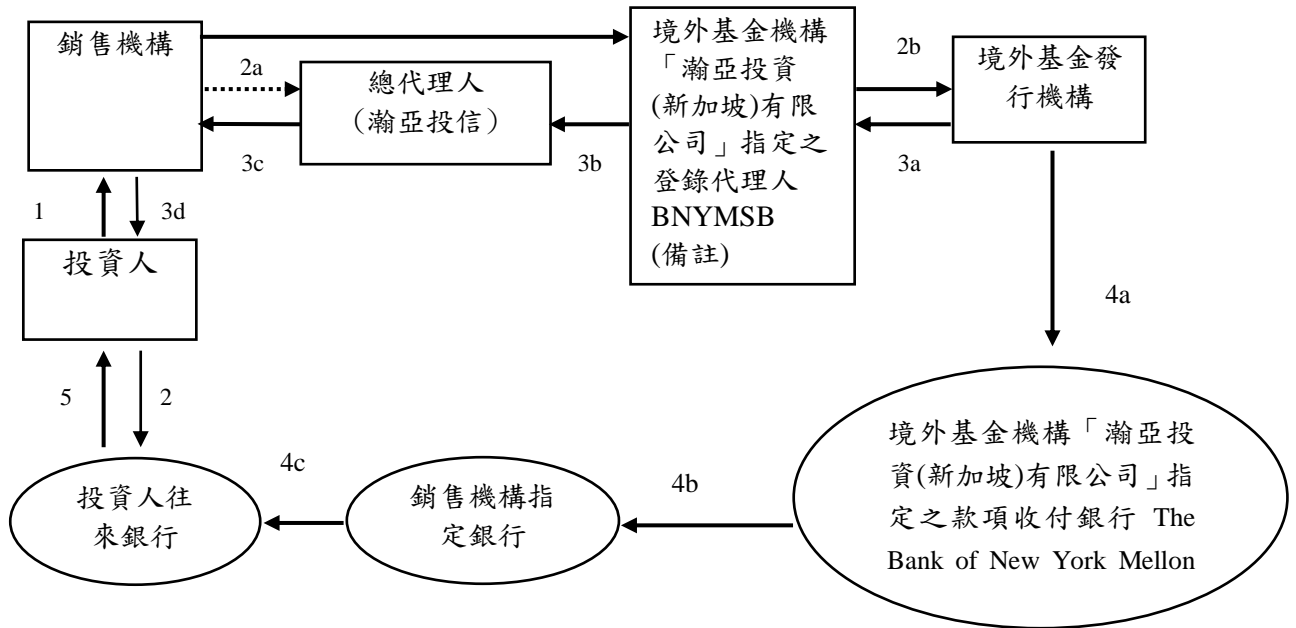 銷售機構
2a
總代理人
（瀚亞投信）
3c
3b
境外基金機構
「瀚亞投資
(新加坡)有限
公司」指定之
登錄代理人
BNYMSB
(備註)
2b
3a
境外基金發
行機構
1
3d
投資人
4a
5
2
投資人往
來銀行
4c
銷售機構指
定銀行
4b
境外基金機構「瀚亞投
資(新加坡)有限公司」指
定之款項收付銀行 The
Bank of New York Mellon